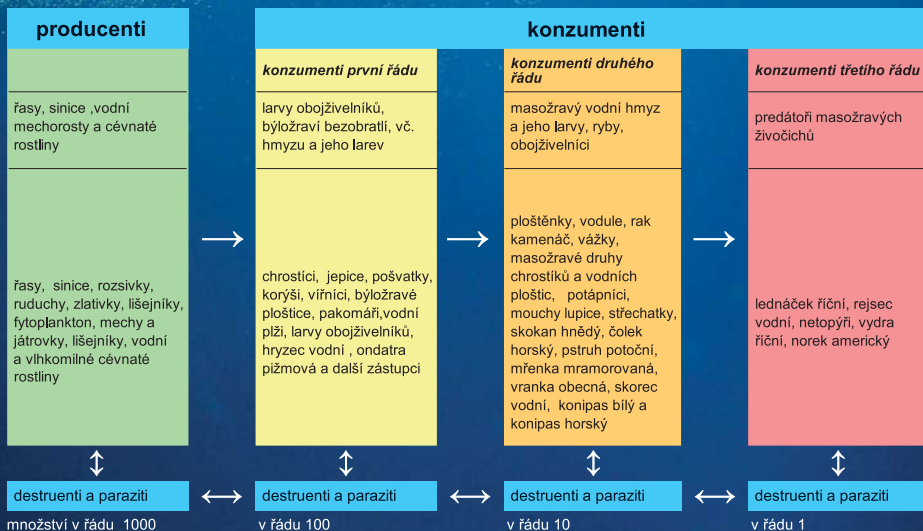 producenti
konzumenti
konzumenti první řádu
konzumenti druhého
řádu
konzumenti třetího řádu
řasy, sinice ,vodní
mechorosty a cévnaté
rostliny
larvy obojživelníků,
býložraví bezobratlí, vč.
hmyzu a jeho larev
masožravý vodní hmyz
a jeho larvy, ryby,
obojživelníci
predátoři masožravých
živočichů
řasy, sinice, rozsivky,
ruduchy, zlativky, lišejníky,
fytoplankton, mechy a
játrovky, lišejníky, vodní
a vlhkomilné cévnaté
rostliny
chrostíci, jepice, pošvatky,
korýši, vířníci, býložravé
ploštice, pakomáři,vodní
plži, larvy obojživelníků,
hryzec vodní , ondatra
pižmová a další zástupci
ploštěnky, vodule, rak
kamenáč, vážky,
masožravé druhy
chrostíků a vodních
ploštic, potápníci,
mouchy lupice, střechatky,
skokan hnědý, čolek
horský, pstruh potoční,
mřenka mramorovaná,
vranka obecná, skorec
vodní, konipas bílý a
konipas horský
lednáček říční, rejsec
vodní, netopýři, vydra
říční, norek americký
destruenti a paraziti
destruenti a paraziti
destruenti a paraziti
destruenti a paraziti
množství v řádu 1000
v řádu 100
v řádu 10
v řádu 1